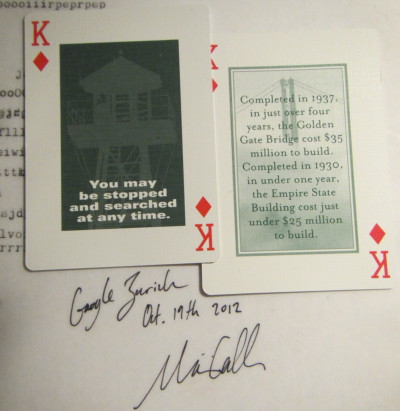 oooiiirpeprpep
K
You may
be stopped
and searched
at any time.
K
K
Completed in 1937,
in just over four
years, the Golden
Gate Bridge cost $35
million to build.
Completed in 1930,
in under one year,
the Empire State
Building cost just
under $25 million
to build.
K
Google Zurich
Oct. 19th 2012